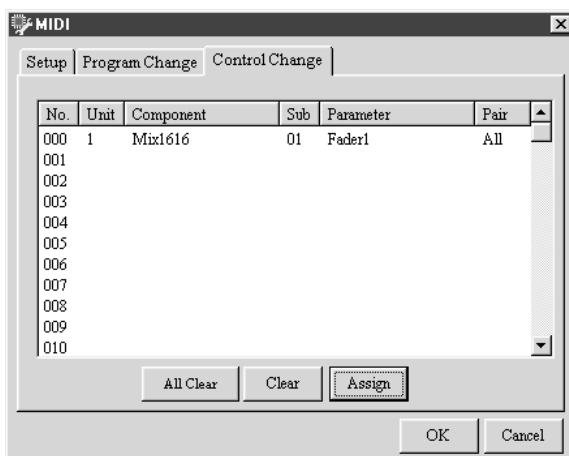 MIDI
Setup Program Change Control Change
No. Unit Component Sub Parameter Pair
000 1 Mix1616 01 Fader1 All
001
002
003
004
005
006
007
008
009
010
All Clear Clear Assign
OK Cancel